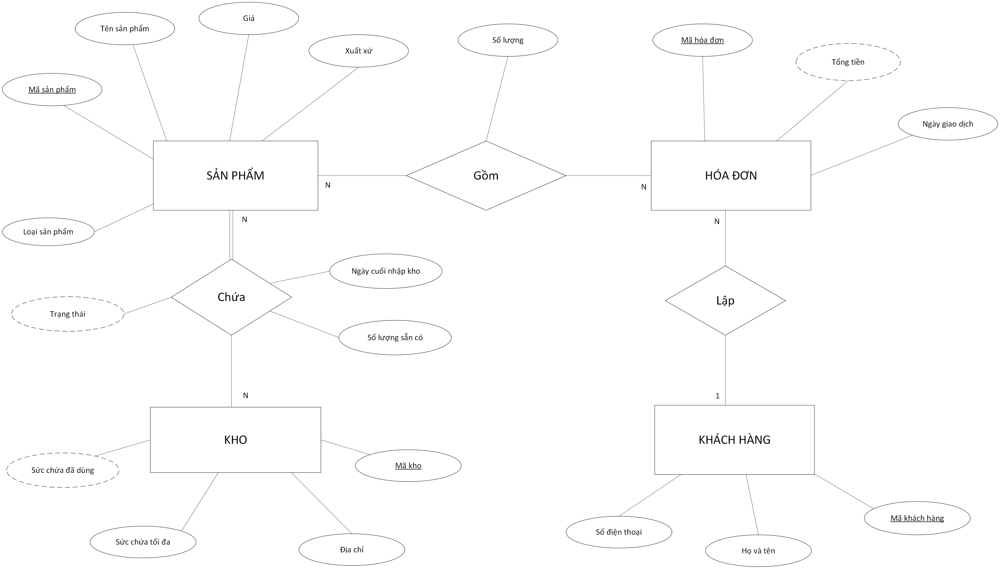 Giá
Tên sản phẩm
Số lượng
Mã hóa đơn
Xuất xứ
Tổng tiền
Mã sản phẩm
Ngày giao dịch
SẢN PHẨM
Gồm
HÓA ĐƠN
N
N
N
N
Loại sản phẩm
Ngày cuối nhập kho
Chứa
Lập
Trạng thái
Số lượng sẵn có
N
1
KHO
KHÁCH HÀNG
Mã kho
Sức chứa đã dùng
Mã khách hàng
Số điện thoại
Sức chứa tối đa
Địa chỉ
Họ và tên